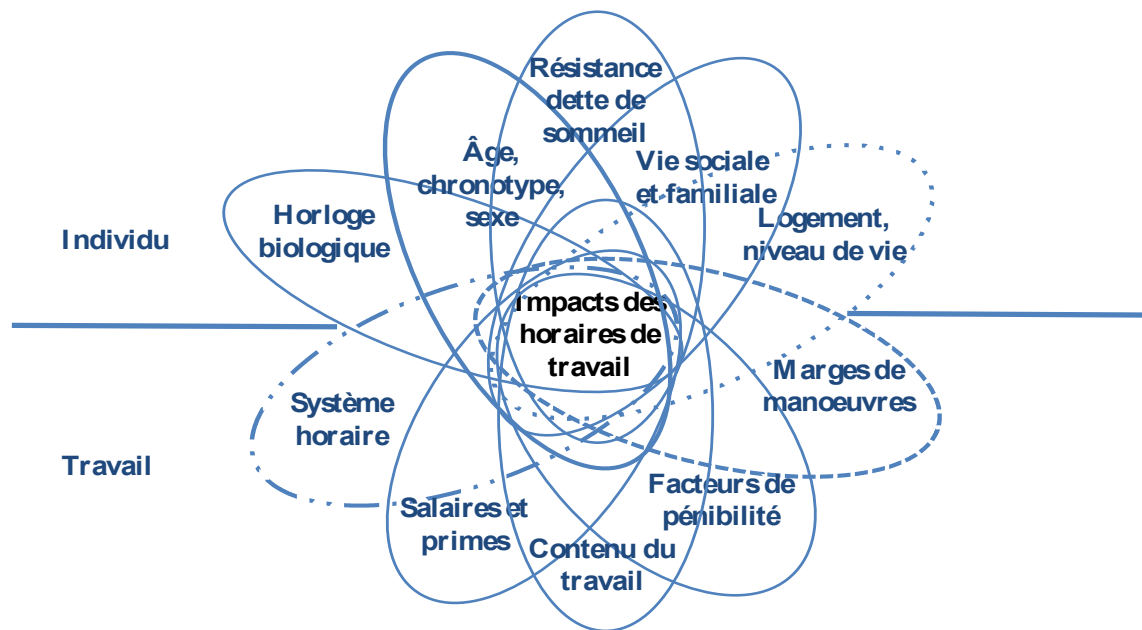 Résistance
dette de
sommeil
Âge,
chronotype,
sexe
Vie sociale
et familiale
Horloge
biologique
Logement,
niveau de vie
Individu
Impacts des
horaires de
travail
Marges de
manoeuvres
Système
horaire
Travail
Facteurs de
pénibilité
Salaires et
primes
Contenu du
travail